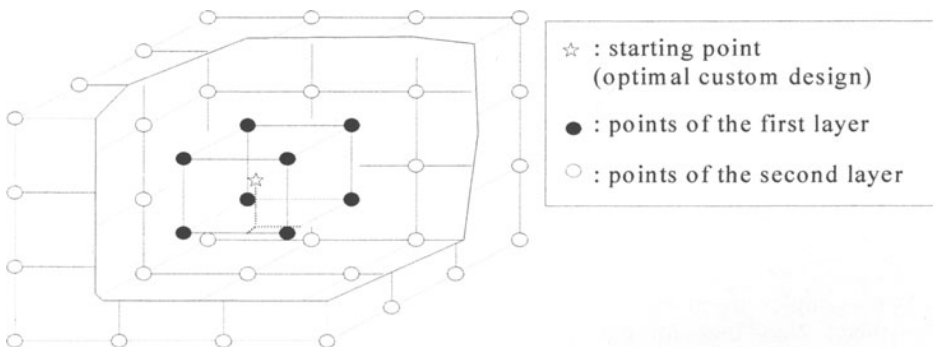 ☆ : starting point
(optimal custom design)
● : points of the first layer
○ : points of the second layer